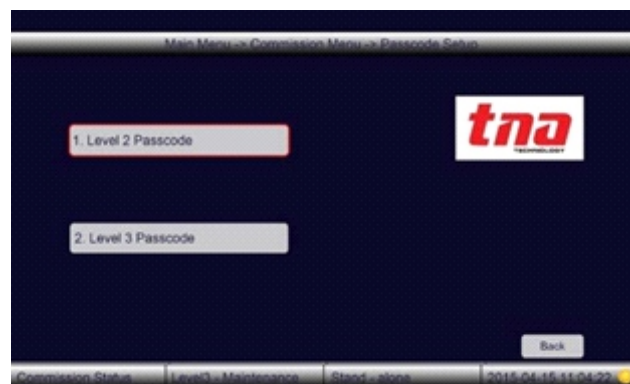 Main Menu -> Commission Menu -> Passcode Setup
tna
TECHNOLOGY
1. Level 2 Passcode
2. Level 3 Passcode
Back
Commission Status Level3 - Maintenance Stand - alone 2015-04-15 11:04:22